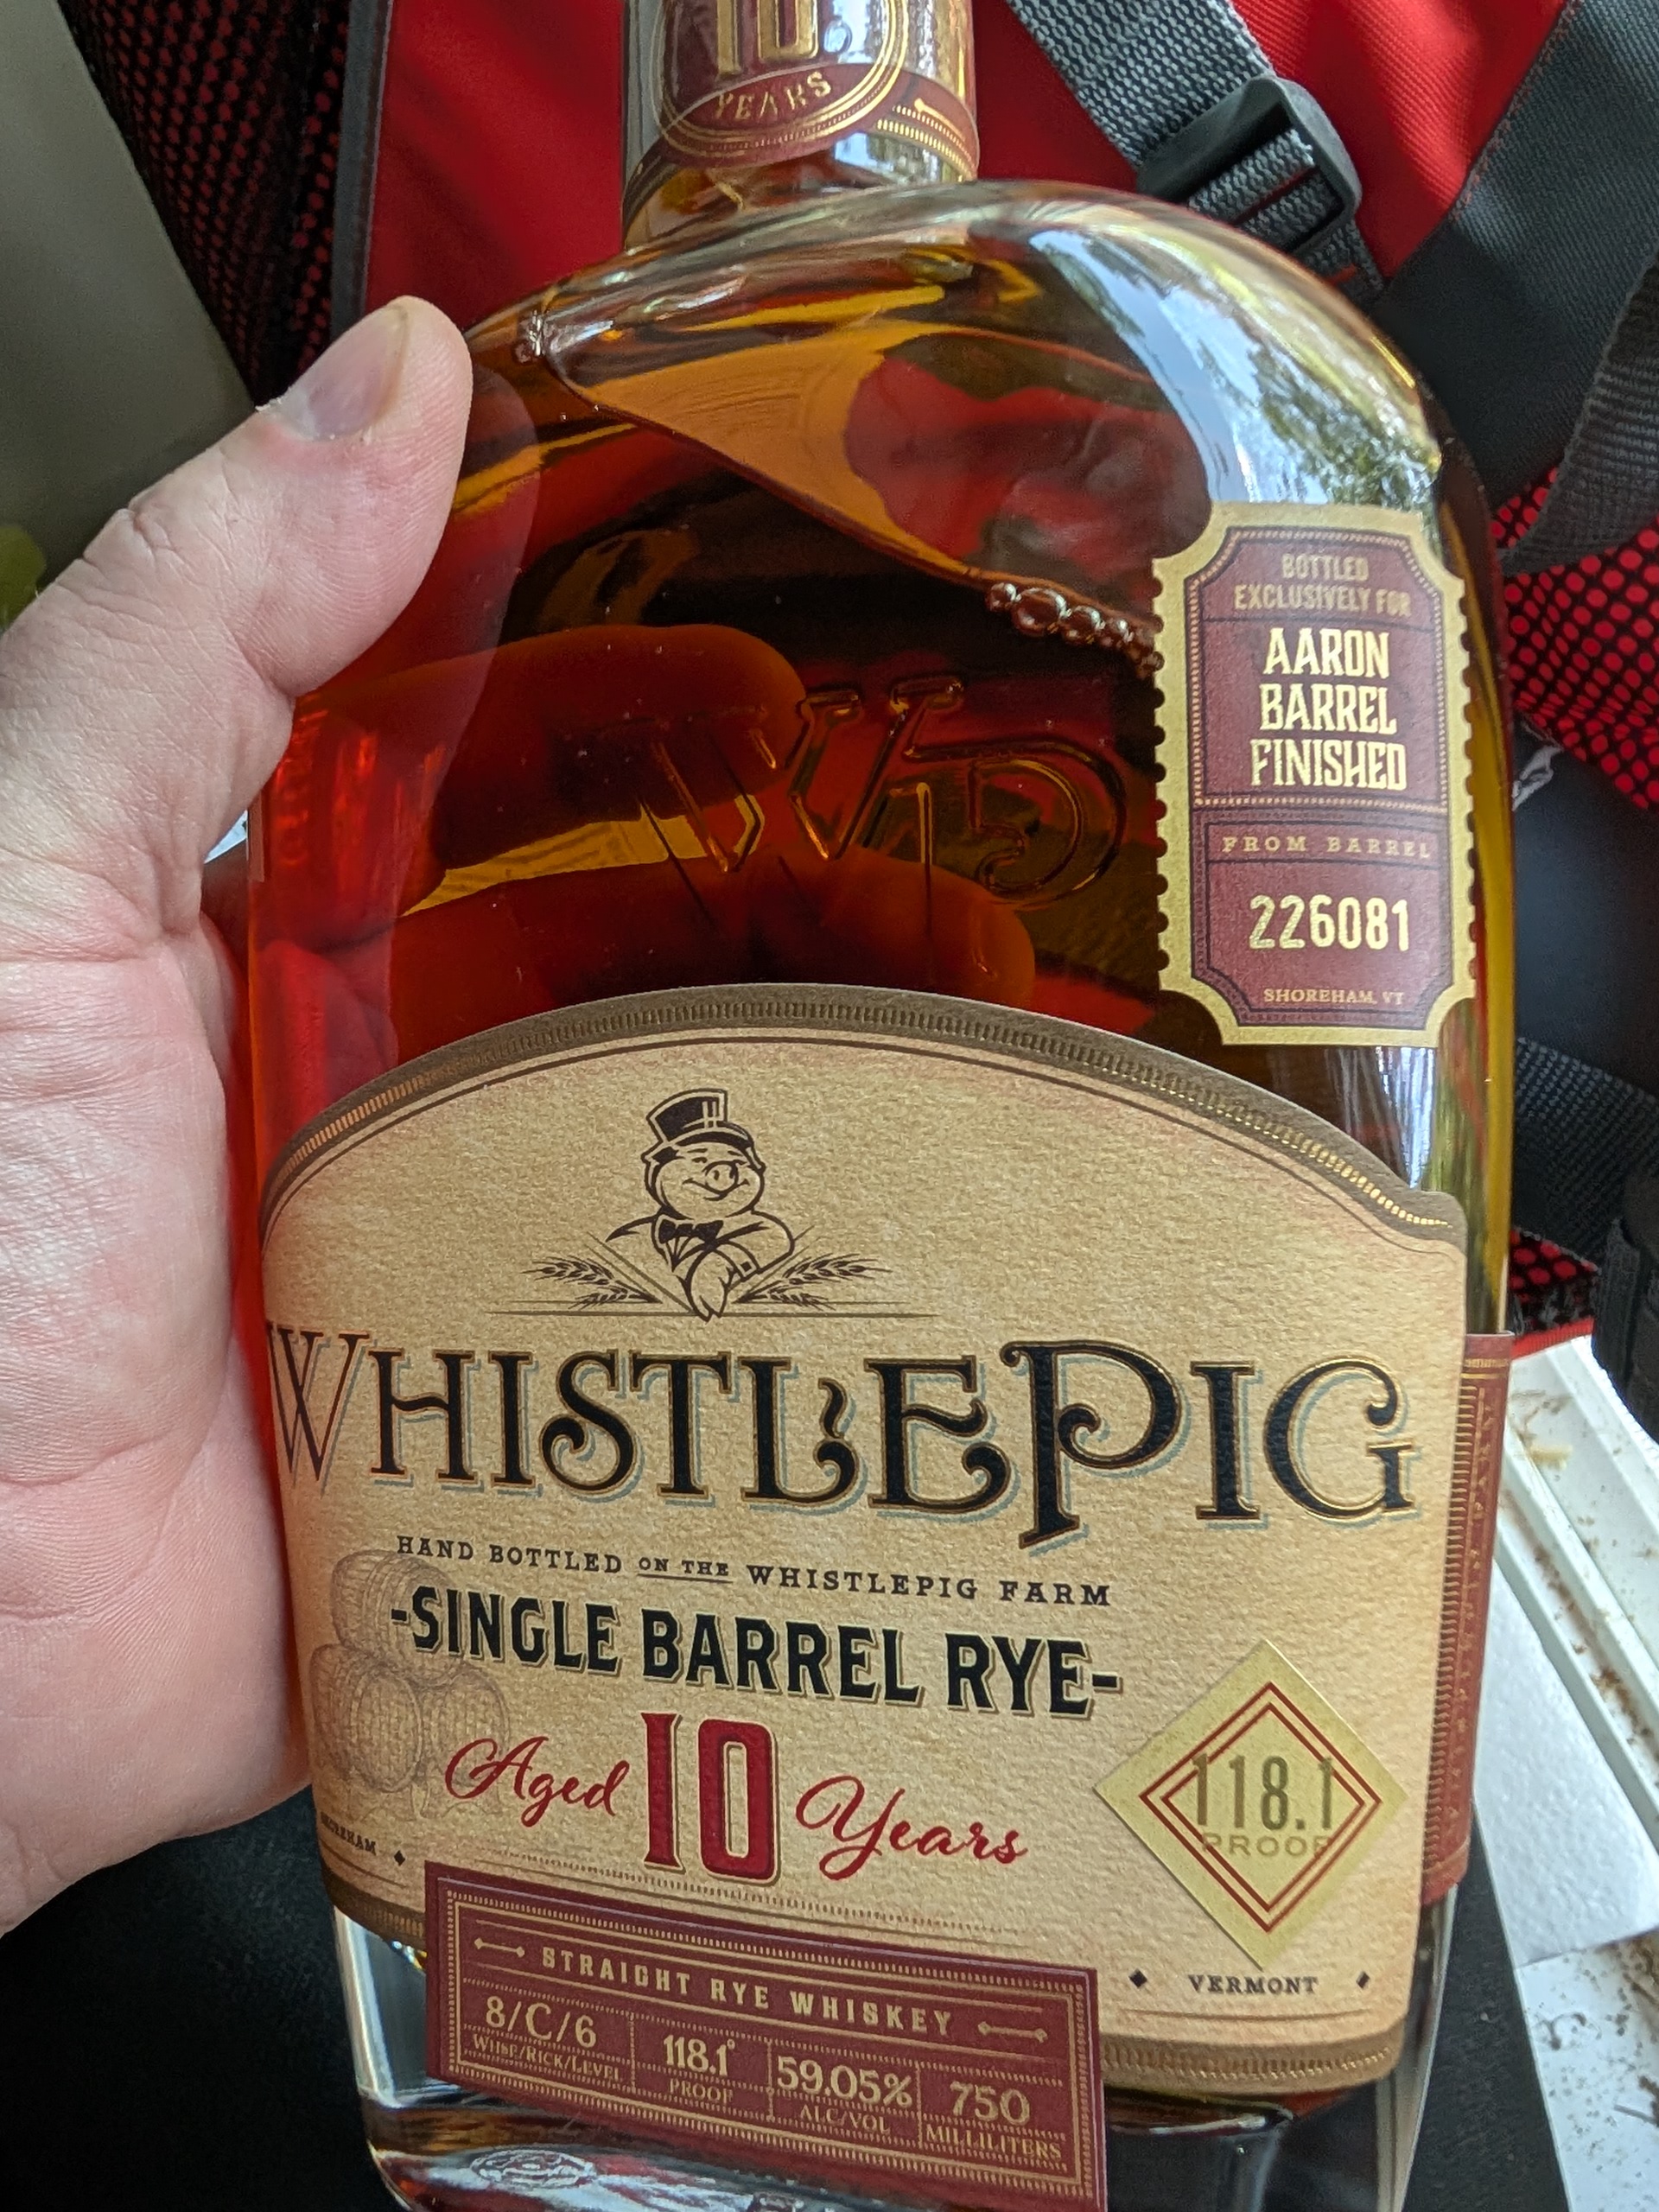 10
YEARS
BOTTLED
EXCLUSIVELY FOR
AARON
BARREL
FINISHED
FROM BARREL
226081
SHOREHAM, VT
WP
WHISTLEPIG
HAND BOTTLED ON THE WHISTLEPIG FARM
-SINGLE BARREL RYE-
Aged 10 Years
118.1
PROOF
SHOREHAM
VERMONT
STRAIGHT RYE WHISKEY
8/C/6
WHSE/RICK/LEVEL
118.1°
PROOF
59.05%
ALC/VOL
750
MILLILITERS